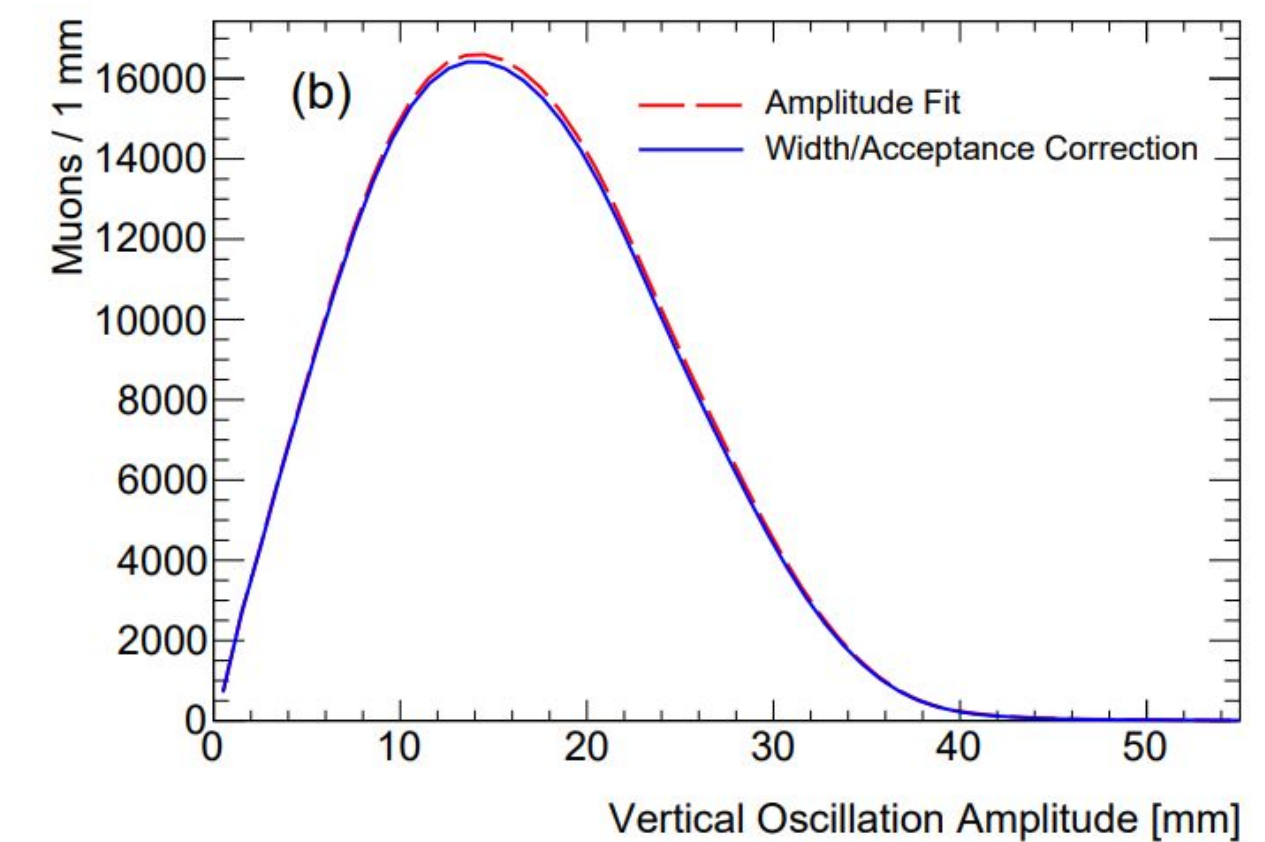 Muons / 1 mm
16000
14000
12000
10000
8000
6000
4000
2000
0
(b)
Amplitude Fit
Width/Acceptance Correction
0 10 20 30 40 50
Vertical Oscillation Amplitude [mm]